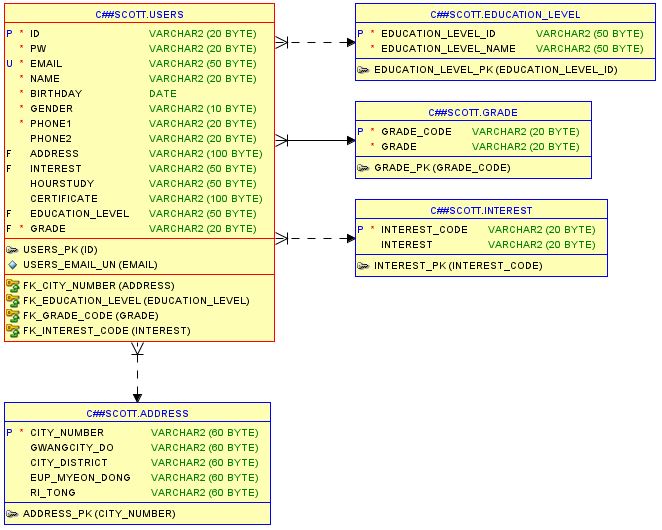 C##SCOTT.USERS
P * ID VARCHAR2 (20 BYTE)
* PW VARCHAR2 (20 BYTE)
U * EMAIL VARCHAR2 (50 BYTE)
* NAME VARCHAR2 (20 BYTE)
* BIRTHDAY DATE
* GENDER VARCHAR2 (10 BYTE)
* PHONE1 VARCHAR2 (20 BYTE)
PHONE2 VARCHAR2 (20 BYTE)
F ADDRESS VARCHAR2 (100 BYTE)
F INTEREST VARCHAR2 (50 BYTE)
HOURSTUDY VARCHAR2 (50 BYTE)
CERTIFICATE VARCHAR2 (100 BYTE)
F EDUCATION_LEVEL VARCHAR2 (50 BYTE)
F * GRADE VARCHAR2 (20 BYTE)
USERS_PK (ID)
USERS_EMAIL_UN (EMAIL)
FK_CITY_NUMBER (ADDRESS)
FK_EDUCATION_LEVEL (EDUCATION_LEVEL)
FK_GRADE_CODE (GRADE)
FK_INTEREST_CODE (INTEREST)
C##SCOTT.EDUCATION_LEVEL
P * EDUCATION_LEVEL_ID VARCHAR2 (50 BYTE)
* EDUCATION_LEVEL_NAME VARCHAR2 (50 BYTE)
EDUCATION_LEVEL_PK (EDUCATION_LEVEL_ID)
C##SCOTT.GRADE
P * GRADE_CODE VARCHAR2 (20 BYTE)
* GRADE VARCHAR2 (20 BYTE)
GRADE_PK (GRADE_CODE)
C##SCOTT.INTEREST
P * INTEREST_CODE VARCHAR2 (50 BYTE)
INTEREST VARCHAR2 (20 BYTE)
INTEREST_PK (INTEREST_CODE)
C##SCOTT.ADDRESS
P * CITY_NUMBER VARCHAR2 (60 BYTE)
GWANGCITY_DO VARCHAR2 (60 BYTE)
CITY_DISTRICT VARCHAR2 (60 BYTE)
EUP_MYEON_DONG VARCHAR2 (60 BYTE)
RI_TONG VARCHAR2 (60 BYTE)
ADDRESS_PK (CITY_NUMBER)